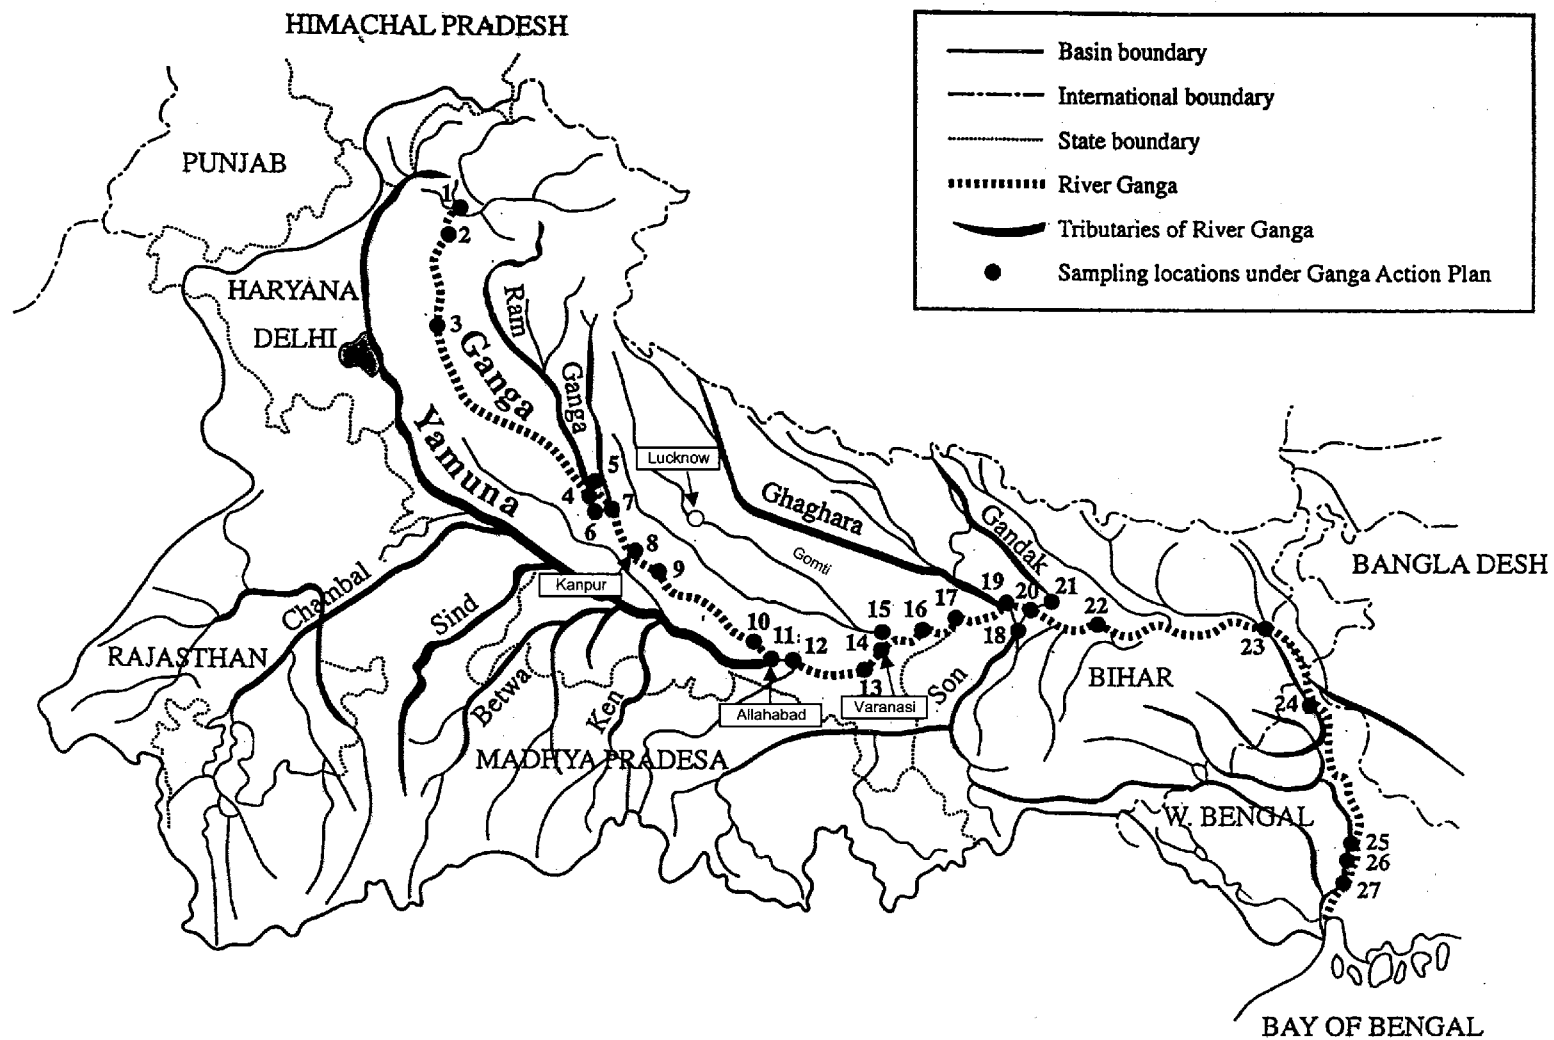 HIMACHAL PRADESH
Basin boundary
International boundary
State boundary
River Ganga
Tributaries of River Ganga
Sampling locations under Ganga Action Plan
PUNJAB
1
2
HARYANA
DELHI
3
Ram
Ganga
Ganga
Yamuna
Lucknow
5
4
7
6
Ghaghara
Gandak
8
Gomti
BANGLA DESH
9
Kanpur
Chambal
Sind
19
20
21
22
15
16
17
18
10
11:
12
14
23
RAJASTHAN
13
BIHAR
Betwa
Ken
Son
Allahabad
Varanasi
24
MADHYA PRADESA
W. BENGAL
25
26
27
BAY OF BENGAL